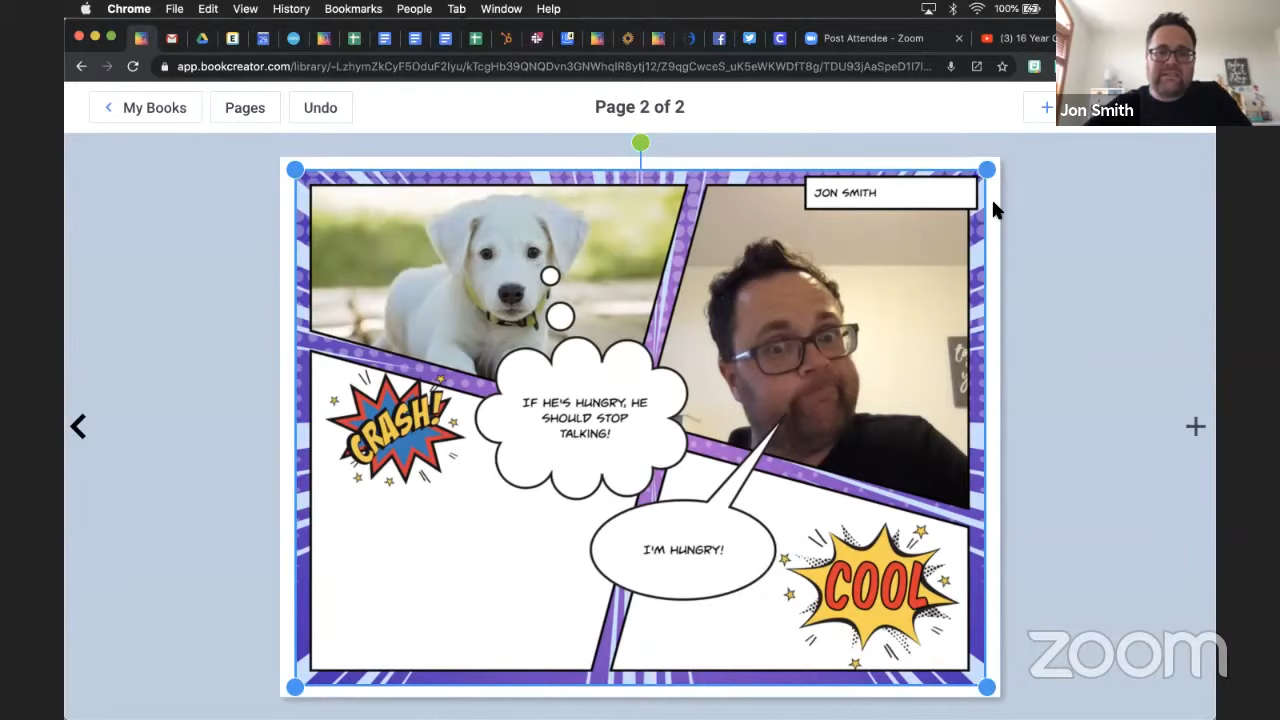 Chrome File Edit View History Bookmarks People Tab Window Help 100%
Post Attendee - Zoom (3) 16 Year
app.bookcreator.com/library/-LzhymZkCyF5OduF2Iyu/kTcgHb39QNQDvn3GNWhqIR8ytj12/Z9qgCwceS_uK5eWKWDfT8g/TDU93jAaSpeD1I7l...
My Books Pages Undo Page 2 of 2
Jon Smith
JON SMITH
CRASH!
IF HE'S HUNGRY, HE
SHOULD STOP
TALKING!
I'M HUNGRY!
COOL
zoom